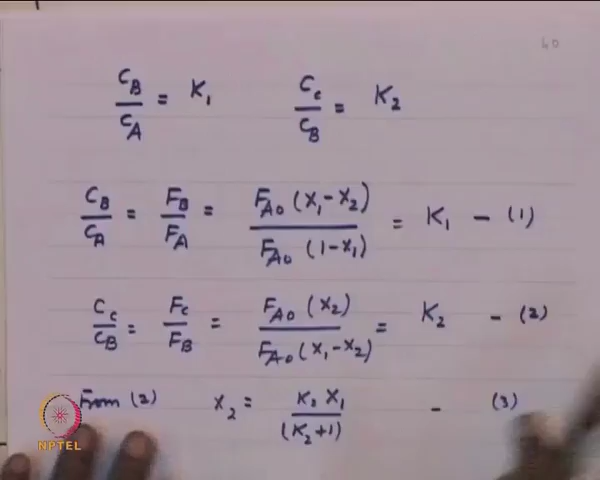 40
C_B/C_A = K_1    C_c/C_B = K_2
C_B/C_A = F_B/F_A = F_A0 (x_1-x_2) / F_A0 (1-x_1) = K_1 - (1)
C_c/C_B = F_c/F_B = F_A0 (x_2) / F_A0 (x_1-x_2) = K_2 - (2)
From (2) x_2 = K_2 x_1 / (K_2+1) - (3)
NPTEL